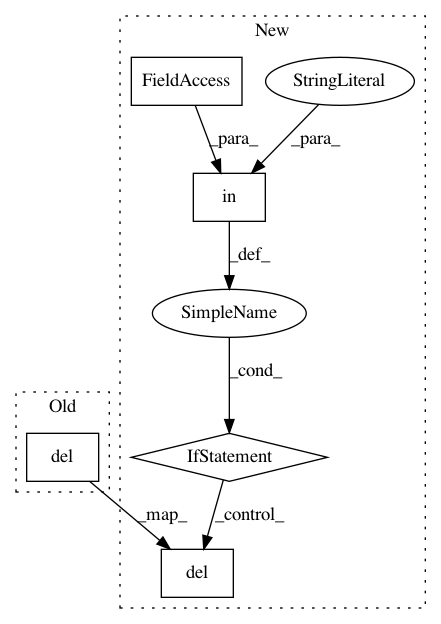 New
FieldAccess
StringLiteral
_para_
_para_
in
_def_
SimpleName
_cond_
Old
del
IfStatement
_map_
_control_
del